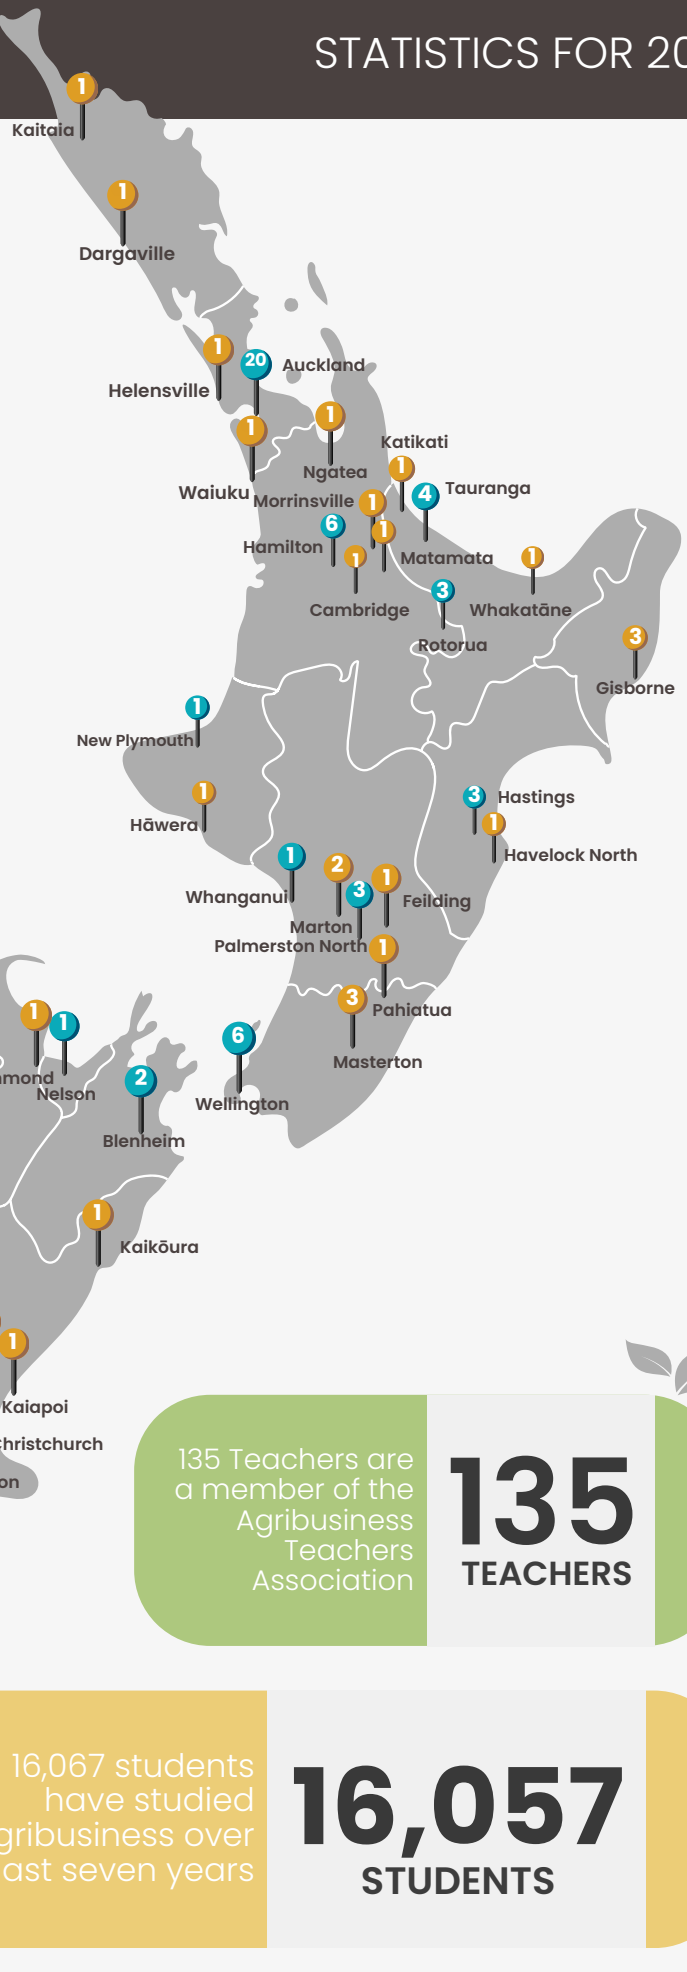 STATISTICS FOR 20
1
Kaitaia
1
Dargaville
1
20
Auckland
Helensville
1
1
Katikati
1
Ngatea
Waiuku
Morrinsville
1
4
Tauranga
6
1
Hamilton
1
Matamata
1
Cambridge
3
Whakatāne
Rotorua
3
Gisborne
1
New Plymouth
1
Hāwera
3
Hastings
1
Havelock North
1
Whanganui
2
3
1
Feilding
Marton
Palmerston North
1
Pahiatua
3
Masterton
1
1
mond
Nelson
2
Blenheim
6
Wellington
1
Kaikōura
1
Kaiapoi
hristchurch
on
135 Teachers are
a member of the
Agribusiness
Teachers
Association
135
TEACHERS
16,067 students
have studied
gribusiness over
ast seven years
16,057
STUDENTS